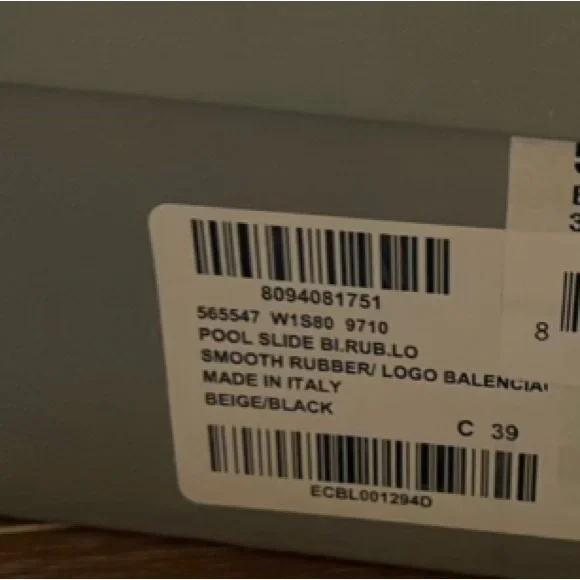 8094081751
565547 W1S80 9710
POOL SLIDE BI.RUB.LO
SMOOTH RUBBER/ LOGO BALENCIA
MADE IN ITALY
BEIGE/BLACK
C 39
ECBL001294D
8